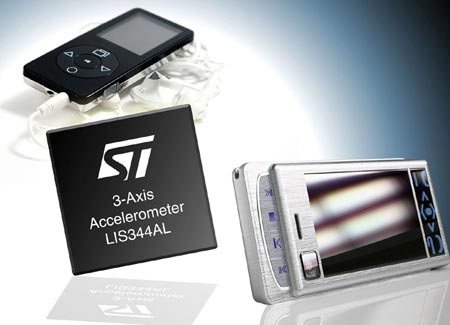 ST
3-Axis
Accelerometer
LIS344AL